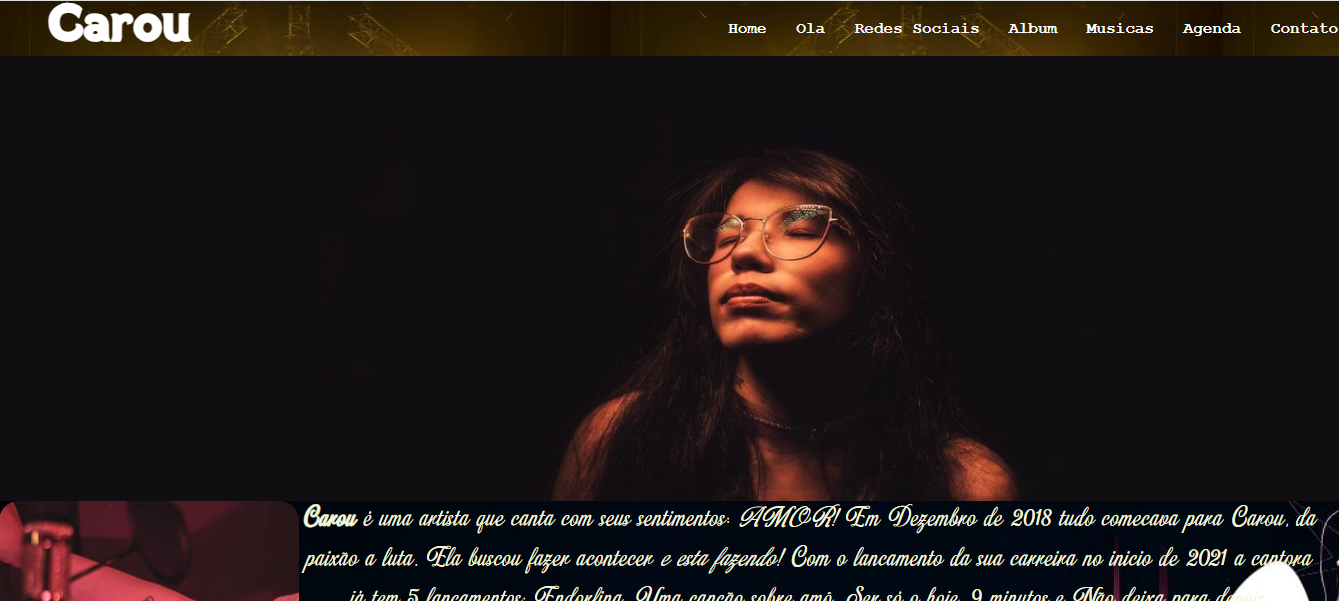 Carou
Home Ola Redes Sociais Album Musicas Agenda Contato
Carou é uma artista que canta com seus sentimentos: AMOR! Em Dezembro de 2018 tudo comecava para Carou, da
paixão a luta. Ela buscou fazer acontecer e esta fazendo! Com o lancamento da sua carreira no inicio de 2021 a cantora
já tem 5 lancamentos: Endorfina, Uma canção sobre amô, Ser só o hoje, 9 minutos e Não deixa para depois